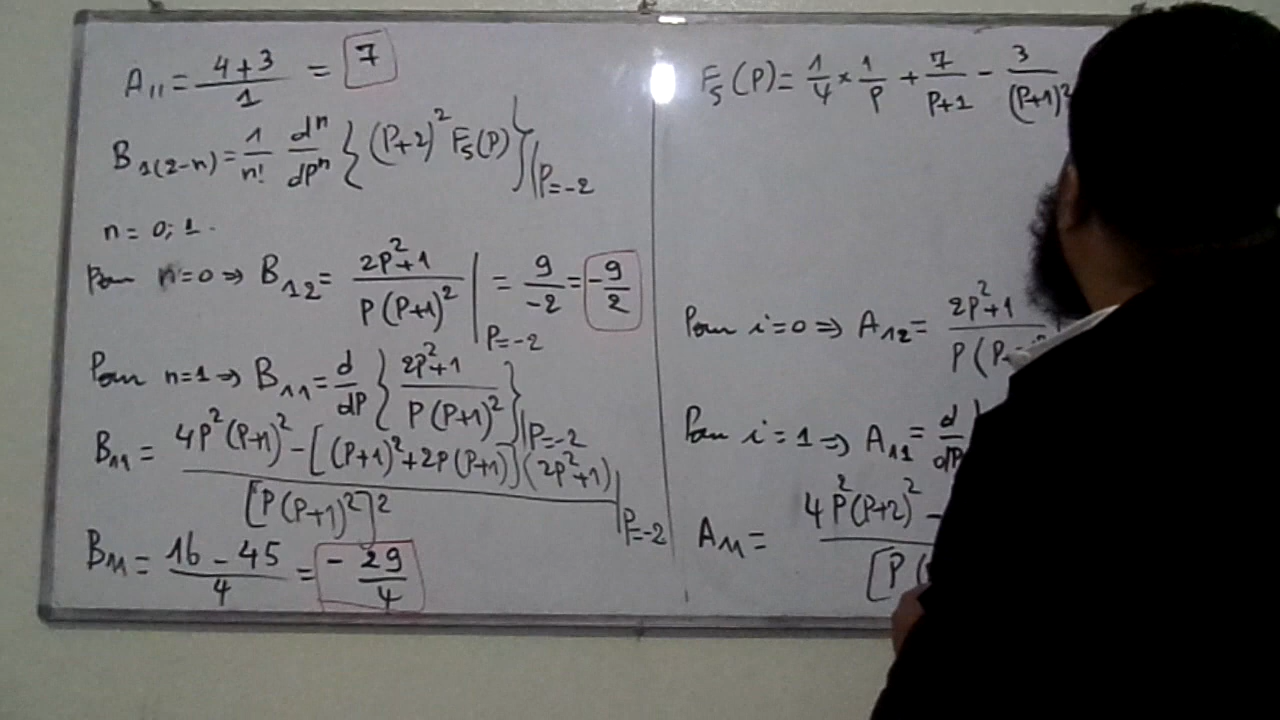 A₁₁ = (4+3)/1 = 7
B₁(₂₋ₙ) = 1/n! dⁿ/dPⁿ {(P+2)² F₅(P)}|P=-2
n = 0; 1.
Pour n=0 ⇒ B₁₂ = (2P²+1)/(P(P+1)²)|P=-2 = 9/-2 = -9/2
Pour n=1 ⇒ B₁₁ = d/dP {(2P²+1)/(P(P+1)²)}|P=-2
B₁₁ = (4P²(P+1)² - [(P+1)²+2P(P+1)](2P²+1))/[P(P+1)²]²|P=-2
B₁₁ = (16-45)/4 = -29/4
F₅(P) = 1/4 × 1/P + 7/(P+1) - 3/(P+1)²
Pour i=0 ⇒ A₁₂ = (2P²+1)/(P(P
Pour i=1 ⇒ A₁₁ = d/dP
A₁₁ = 4P²(P+2)² - / [P(